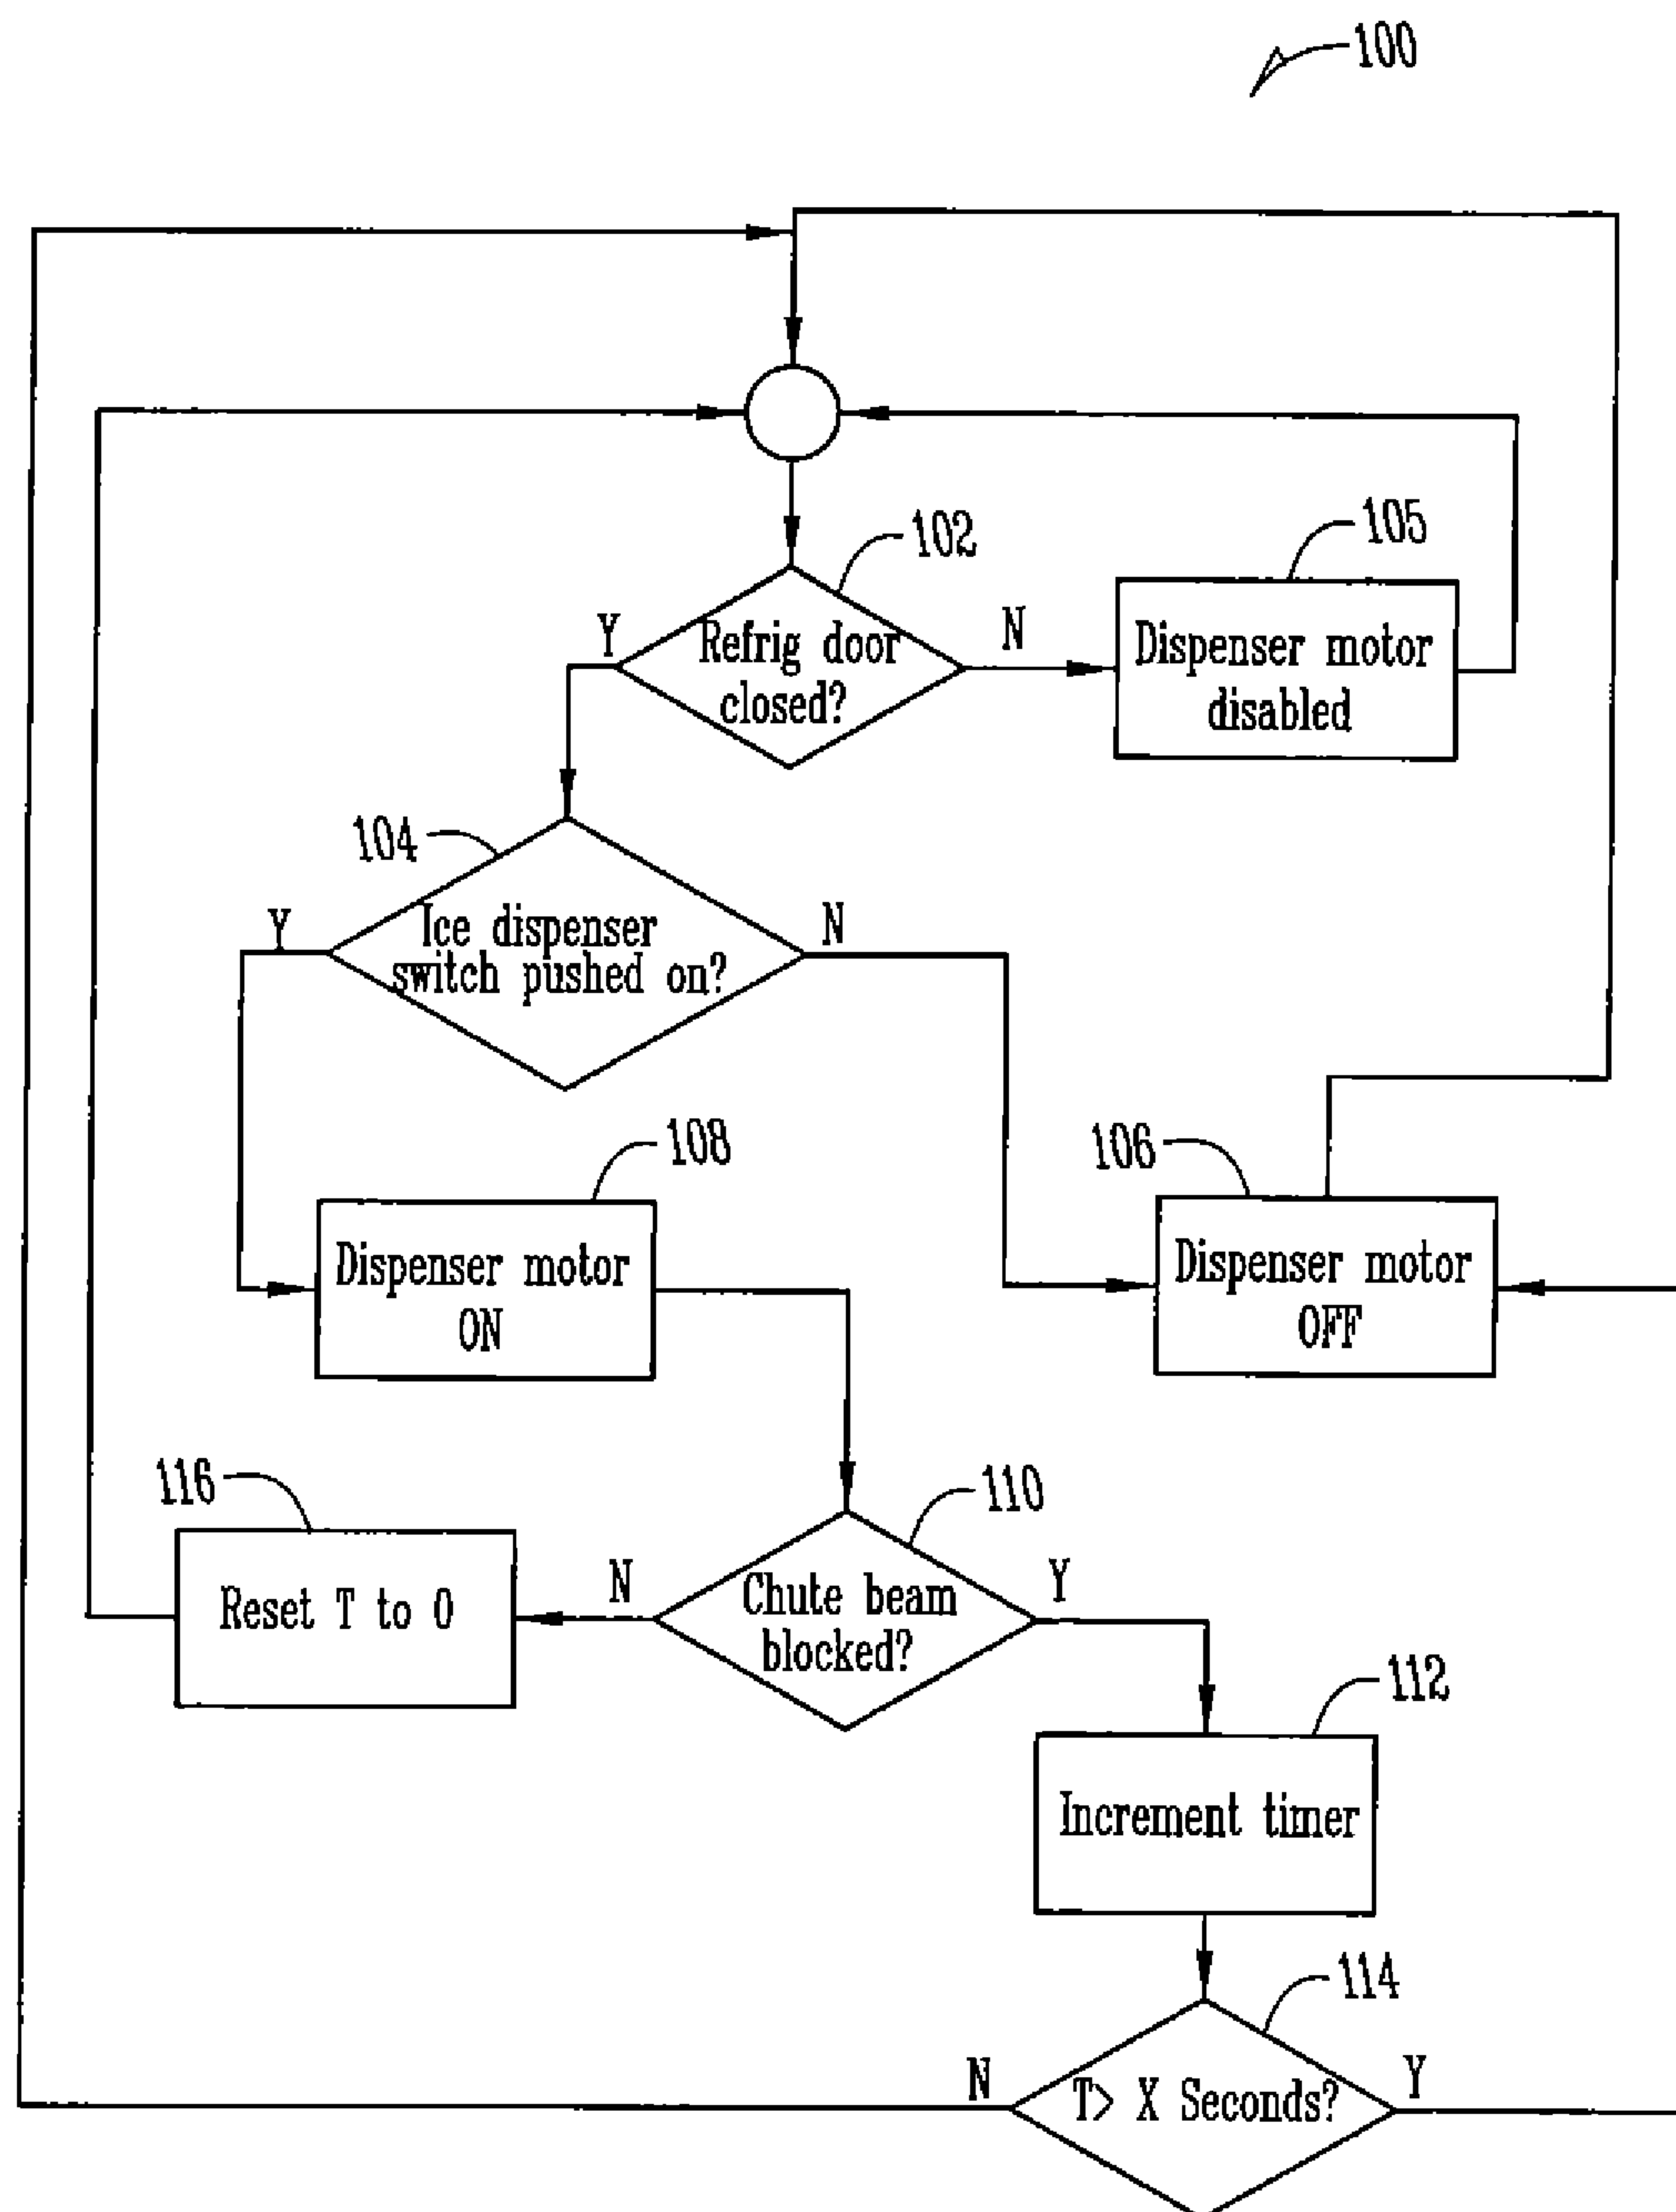 100
102
105
Y
Refrig door
closed?
N
Dispenser motor
disabled
104
Y
Ice dispenser
switch pushed on?
N
108
106
Dispenser motor
ON
Dispenser motor
OFF
116
110
Reset T to 0
N
Chute beam
blocked?
Y
112
Increment timer
114
N
T> X Seconds?
Y